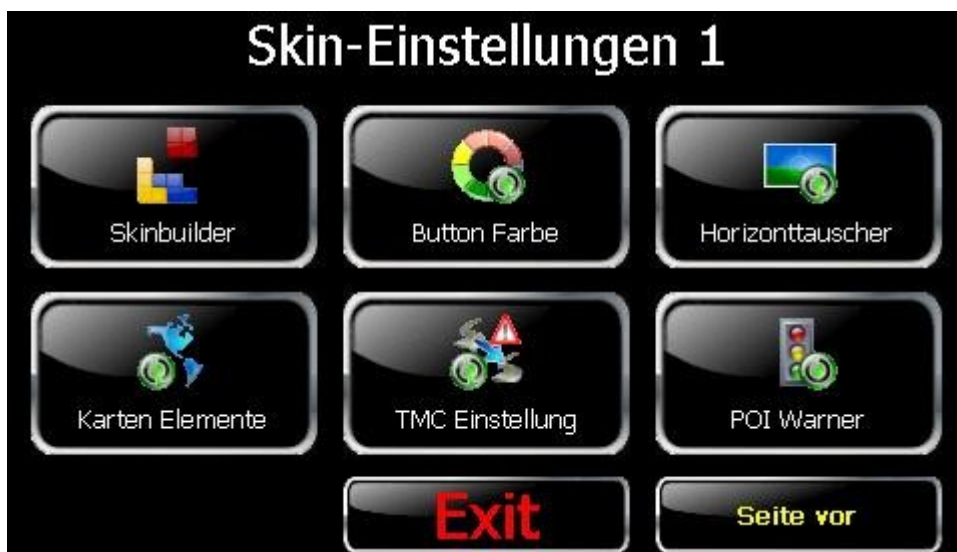 Skin-Einstellungen 1
Skinbuilder
Button Farbe
Horizonttauscher
Karten Elemente
TMC Einstellung
POI Warner
Exit
Seite vor